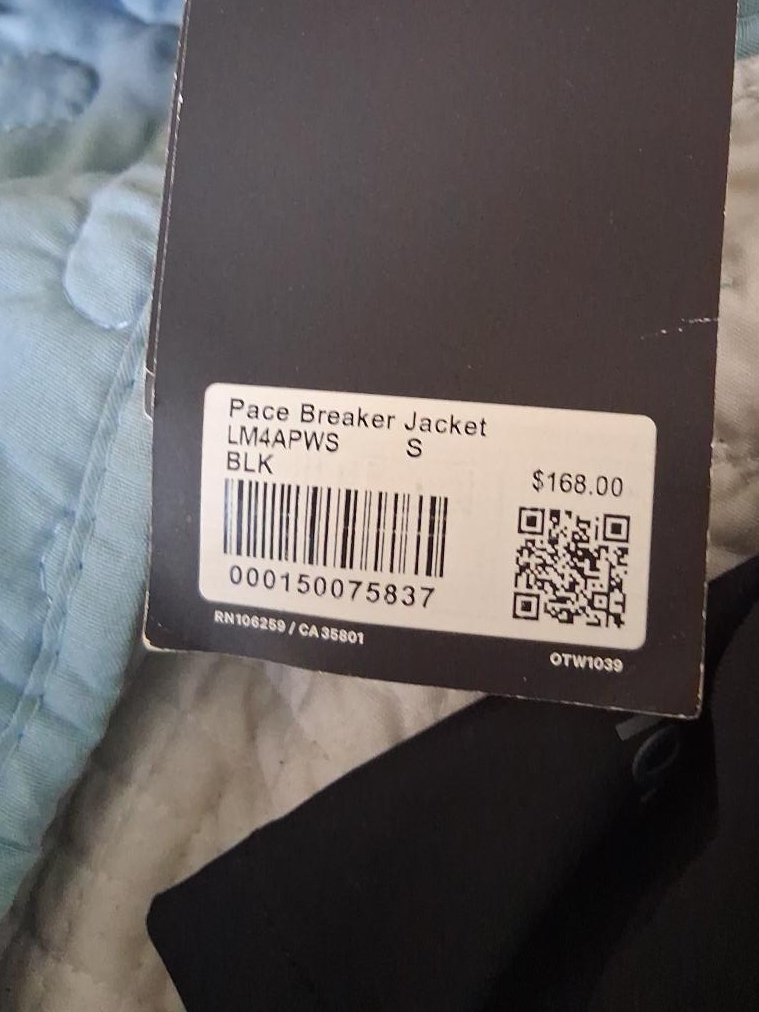 Pace Breaker Jacket
LM4APWS S
BLK
$168.00
000150075837
RN106259 / CA35801
OTW1039